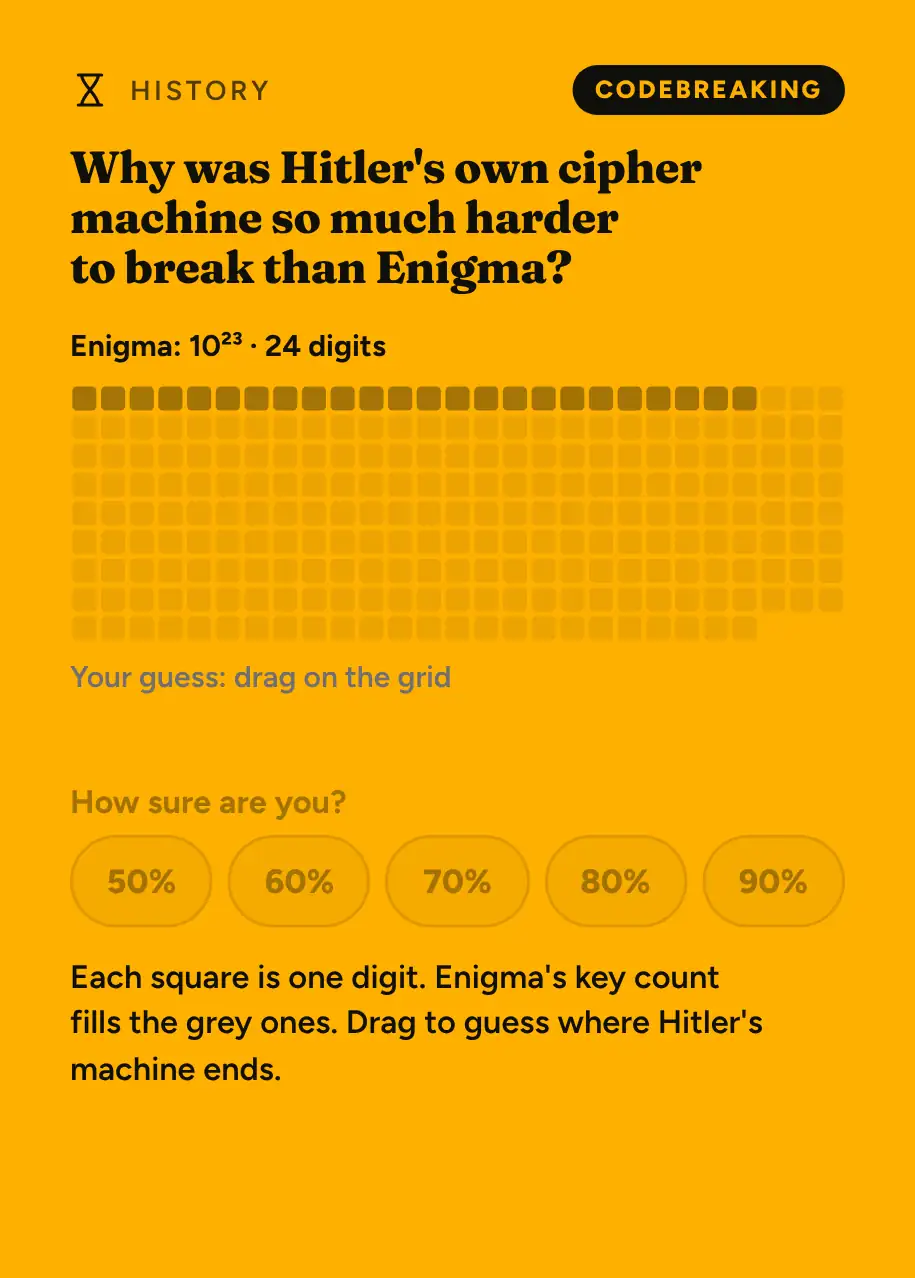 HISTORY
CODEBREAKING
Why was Hitler's own cipher
machine so much harder
to break than Enigma?
Enigma: 10²³ · 24 digits
Your guess: drag on the grid
How sure are you?
50% 60% 70% 80% 90%
Each square is one digit. Enigma's key count
fills the grey ones. Drag to guess where Hitler's
machine ends.